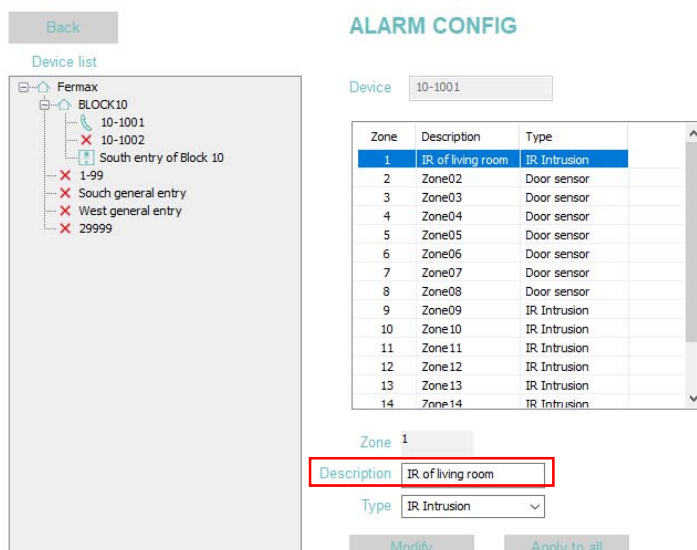 Back
Device list
Fermax
BLOCK10
10-1001
10-1002
South entry of Block 10
1-99
Souch general entry
West general entry
29999
ALARM CONFIG
Device 10-1001
Zone Description Type
1 IR of living room IR Intrusion
2 Zone02 Door sensor
3 Zone03 Door sensor
4 Zone04 Door sensor
5 Zone05 Door sensor
6 Zone06 Door sensor
7 Zone07 Door sensor
8 Zone08 Door sensor
9 Zone09 IR Intrusion
10 Zone10 IR Intrusion
11 Zone11 IR Intrusion
12 Zone12 IR Intrusion
13 Zone13 IR Intrusion
14 Zone14 IR Intrusion
Zone 1
Description IR of living room
Type IR Intrusion
Modify Apply to all